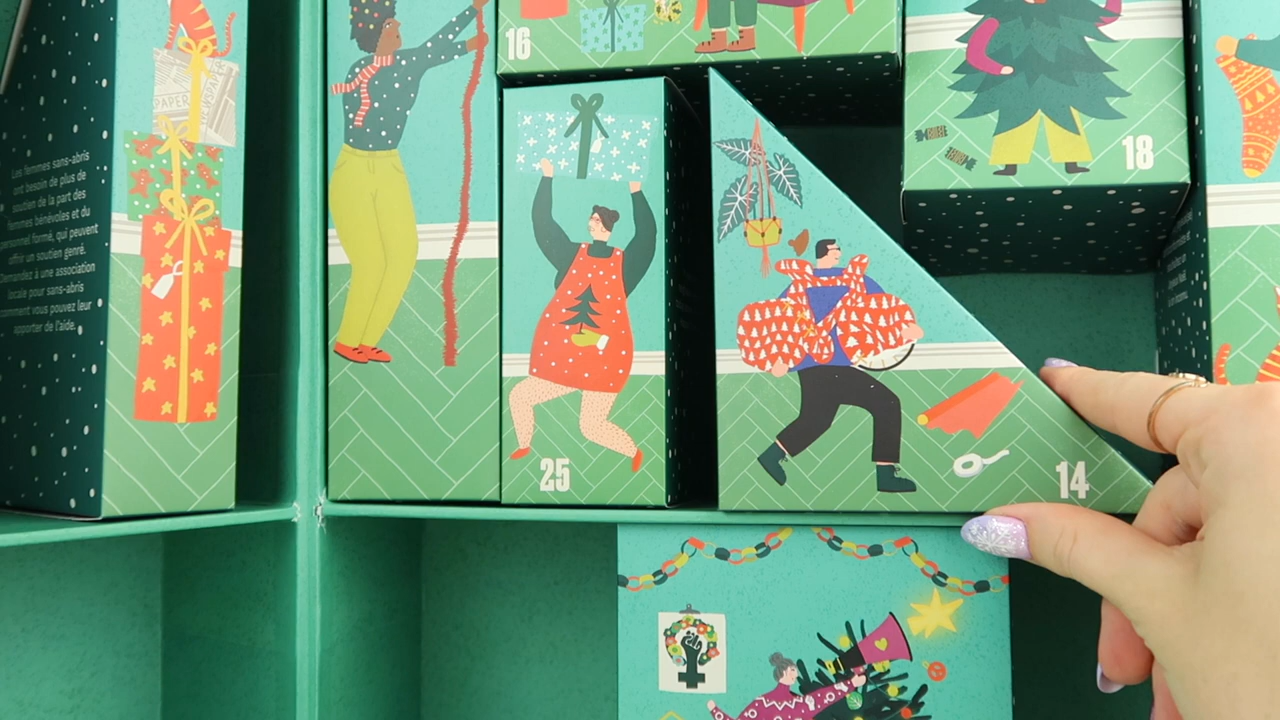 16
18
25
14
PAPER
NEWSPAPE
Les femmes sans-abris
ont besoin de plus de
soutien de la part des
femmes bénévoles et du
personnel formé, qui peuvent
offrir un soutien genré.
Demandez à une association
locale pour sans-abris
comment vous pouvez leur
apporter de l'aide.